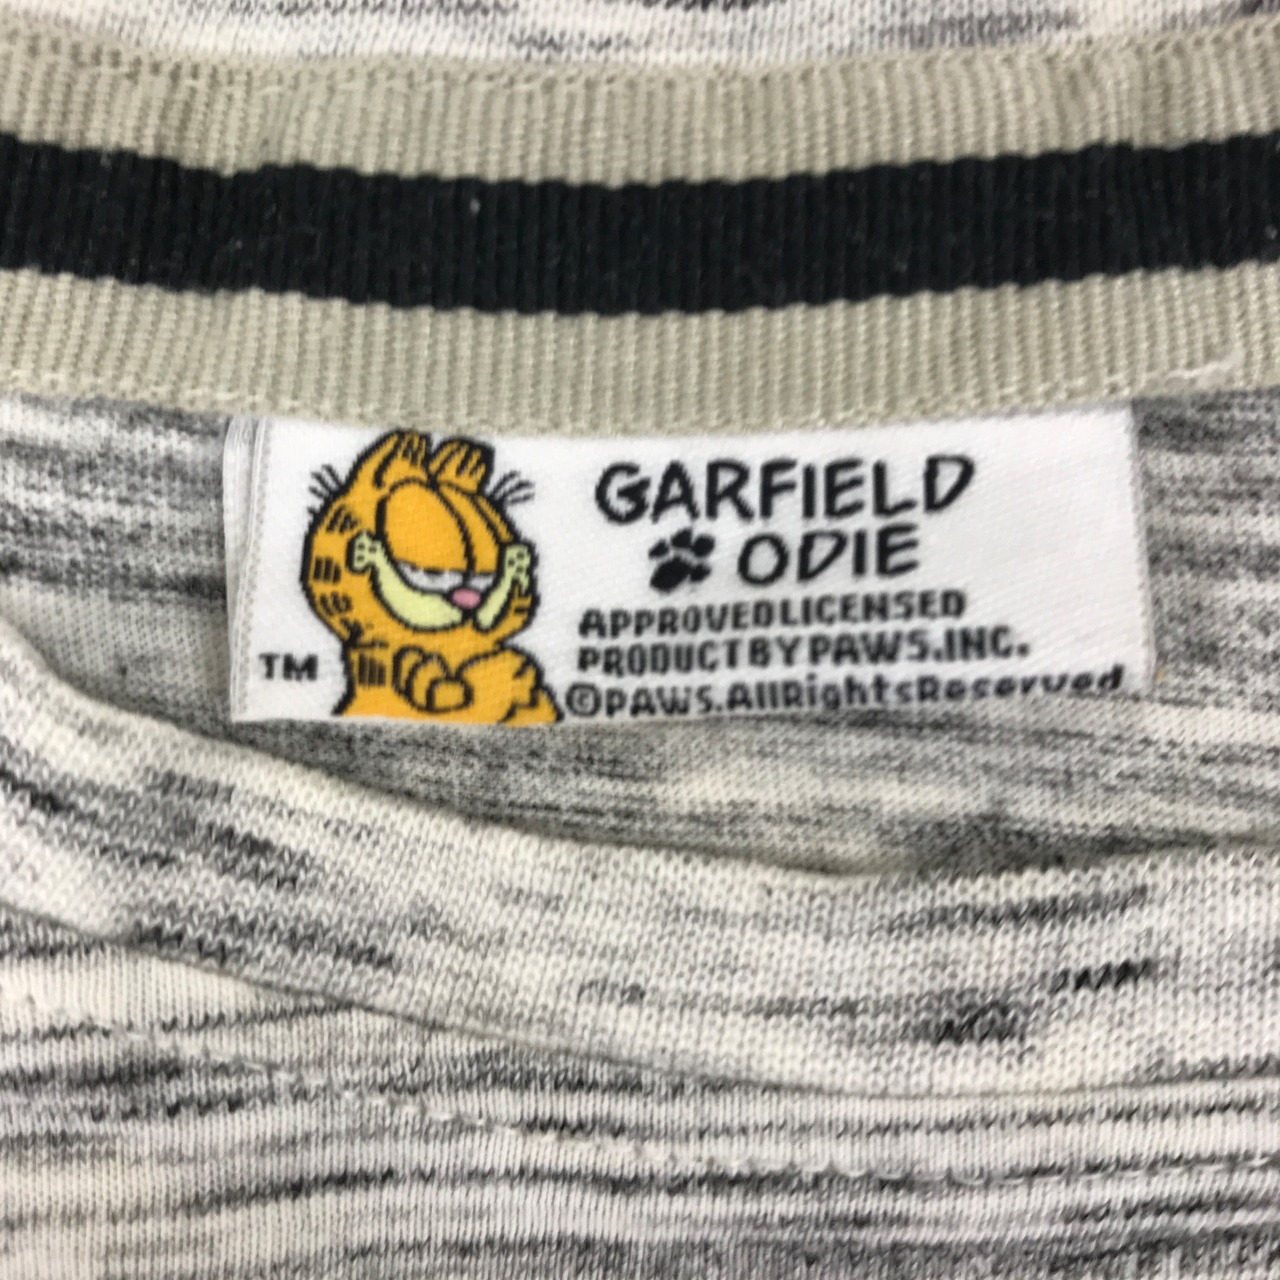 GARFIELD
ODIE
APPROVEDLICENSED
PRODUCTBYPAWS.INC.
©PAWS.AllRightsReserved
TM